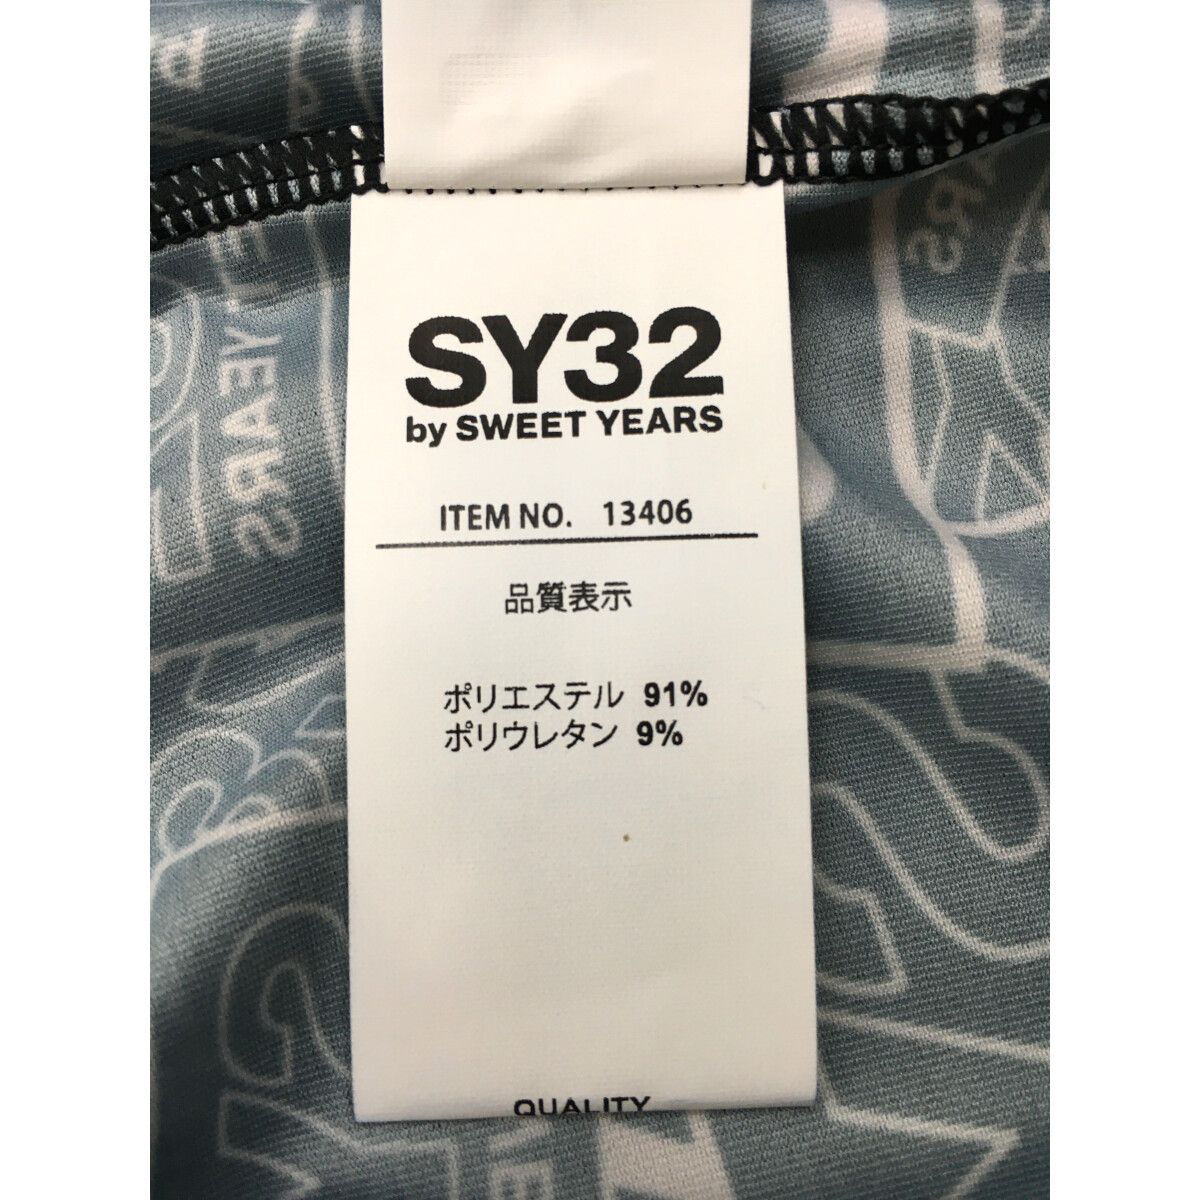 SY32
by SWEET YEARS
ITEM NO. 13406
品質表示
ポリエステル 91%
ポリウレタン 9%
QUALITY
YEARS